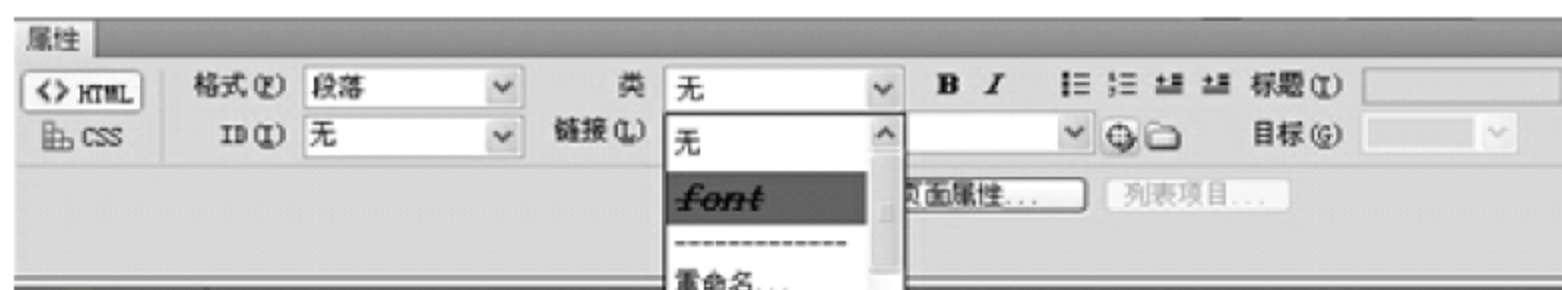 属性
<> HTML 格式(F) 段落 类 无 B I 标题(T)
CSS ID(I) 无 链接(L) 目标(G)
无
font
页面属性... 列表项目...
重命名...